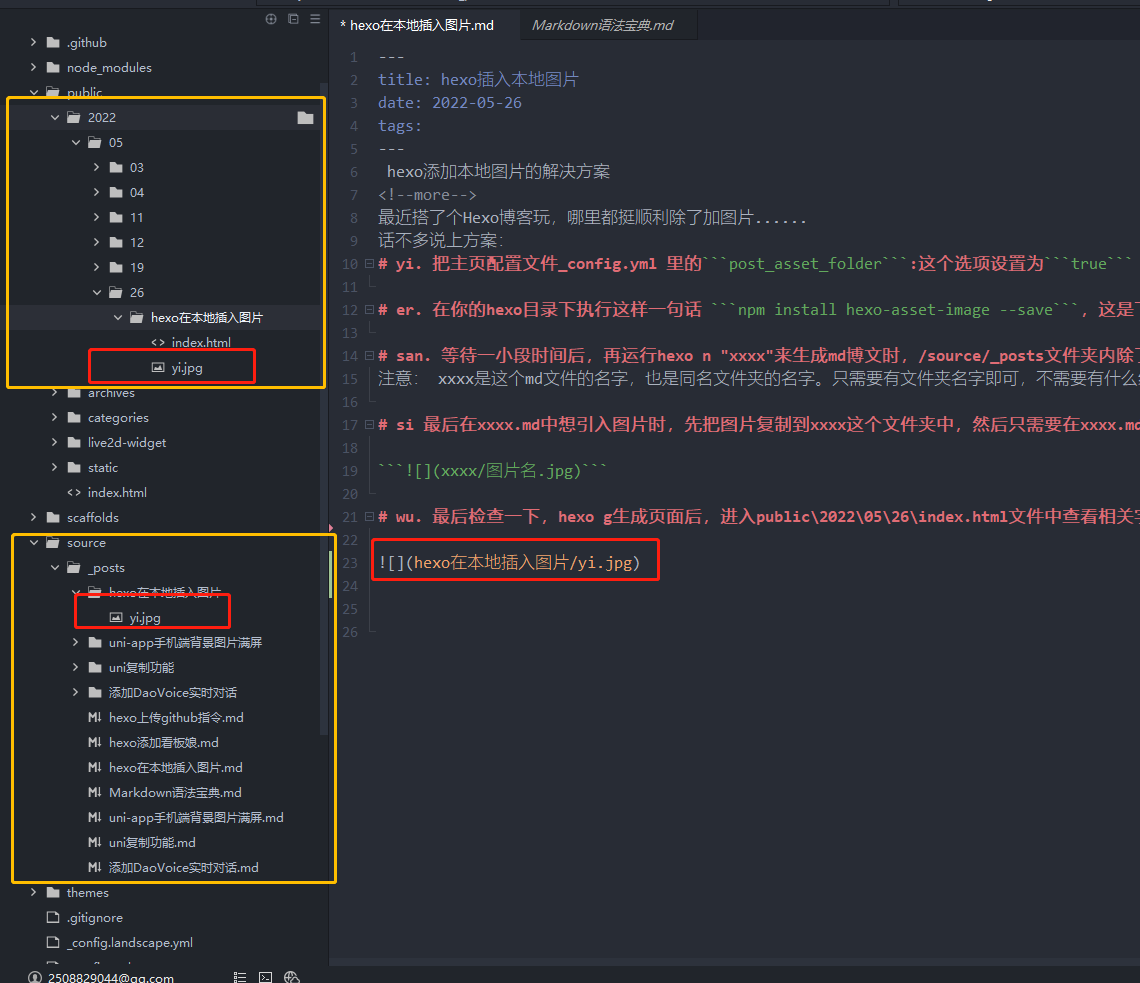 * hexo在本地插入图片.md
Markdown语法宝典.md
.github
node_modules
public
2022
05
03
04
11
12
19
26
hexo在本地插入图片
<> index.html
yi.jpg
archives
categories
live2d-widget
static
<> index.html
scaffolds
source
_posts
hexo在本地插入图片
yi.jpg
uni-app手机端背景图片满屏
uni复制功能
添加DaoVoice实时对话
M↓ hexo上传github指令.md
M↓ hexo添加看板娘.md
M↓ hexo在本地插入图片.md
M↓ Markdown语法宝典.md
M↓ uni-app手机端背景图片满屏.md
M↓ uni复制功能.md
M↓ 添加DaoVoice实时对话.md
themes
.gitignore
_config.landscape.yml
2508829044@qq.com
1 ---
2 title: hexo插入本地图片
3 date: 2022-05-26
4 tags:
5 ---
6 hexo添加本地图片的解决方案
7 <!--more-->
8 最近搭了个Hexo博客玩，哪里都挺顺利除了加图片......
9 话不多说上方案：
10 # yi. 把主页配置文件_config.yml 里的```post_asset_folder```:这个选项设置为```true```
11
12 # er. 在你的hexo目录下执行这样一句话 ```npm install hexo-asset-image --save```，这是
13
14 # san. 等待一小段时间后，再运行hexo n "xxxx"来生成md博文时，/source/_posts文件夹内除了
15 注意： xxxx是这个md文件的名字，也是同名文件夹的名字。只需要有文件夹名字即可，不需要有什么
16
17 # si 最后在xxxx.md中想引入图片时，先把图片复制到xxxx这个文件夹中，然后只需要在xxxx.md
18
19 ```![](xxxx/图片名.jpg)```
20
21 # wu. 最后检查一下，hexo g生成页面后，进入public\2022\05\26\index.html文件中查看相关
22
23 ![](hexo在本地插入图片/yi.jpg)
24
25
26